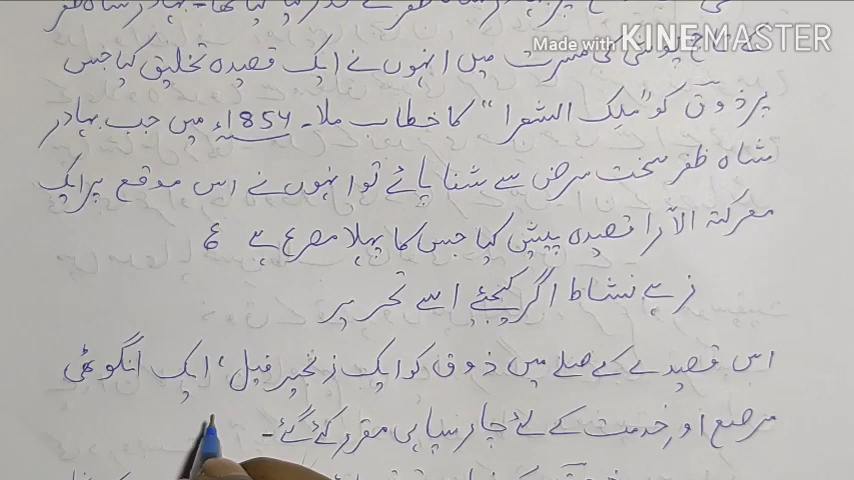 Made with KINEMASTER
کی مسرت میں انہوں نے ایک قصیدہ تخلیق کیا جس
پر ذوق کو "ملک الشعرا" کا خطاب ملا۔ میں جب بہادر
شاہ ظفر سخت مرض سے شفا پائے تو انہوں نے اس موقع پر ایک
معرکتہ الآرا قصیدہ پیش کیا جس کا پہلا مصرع ہے ؏
زہے نشاط اگر کیجئے اسے تحریر
اس قصیدے کے صلے میں ذوق کو ایک زنجیر فیل، ایک انگوٹھی
مرصع اور خدمت کے لئے چار سپاہی مقرر کئے گئے۔